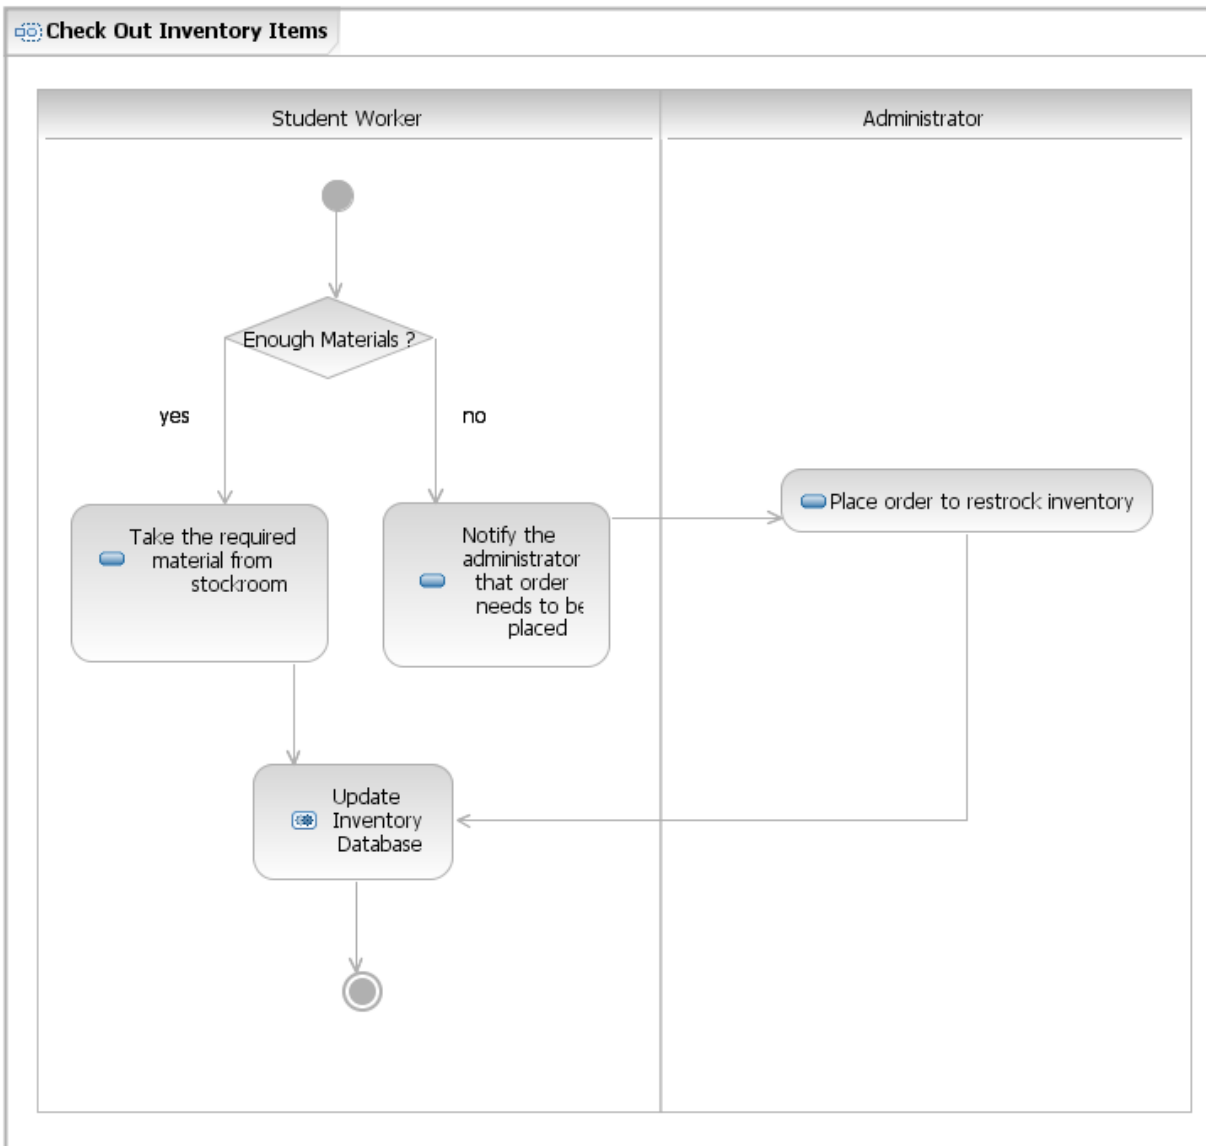 Check Out Inventory Items
Student Worker
Administrator
Enough Materials ?
yes
no
Take the required
material from
stockroom
Notify the
administrator
that order
needs to be
placed
Place order to restrock inventory
Update
Inventory
Database